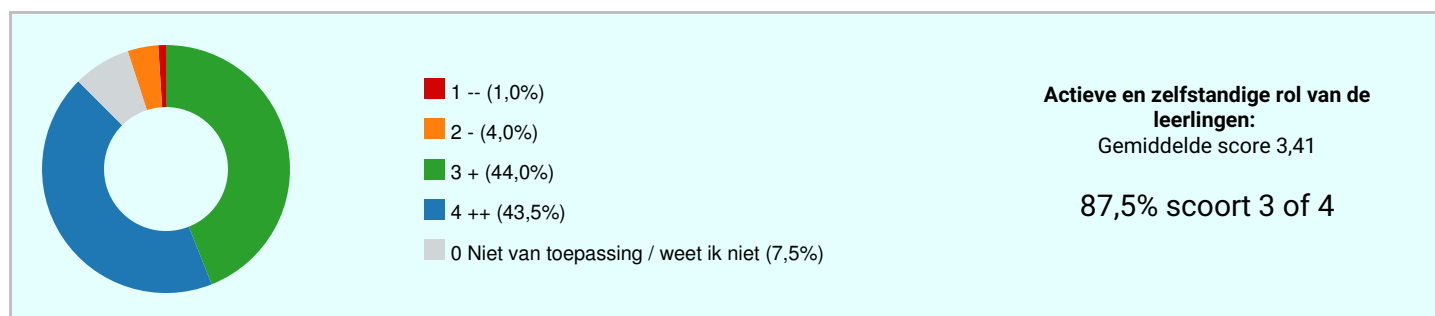 1 -- (1,0%)
2 - (4,0%)
3 + (44,0%)
4 ++ (43,5%)
0 Niet van toepassing / weet ik niet (7,5%)
Actieve en zelfstandige rol van de
leerlingen:
Gemiddelde score 3,41
87,5% scoort 3 of 4